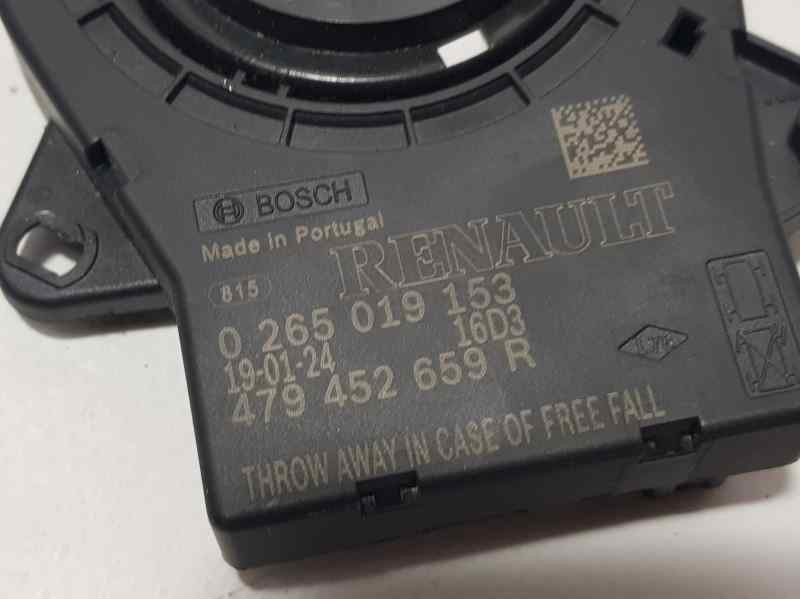 BOSCH
Made in Portugal
RENAULT
815
0 265 019 153
19-01-24 16D3
479 452 659 R
THROW AWAY IN CASE OF FREE FALL